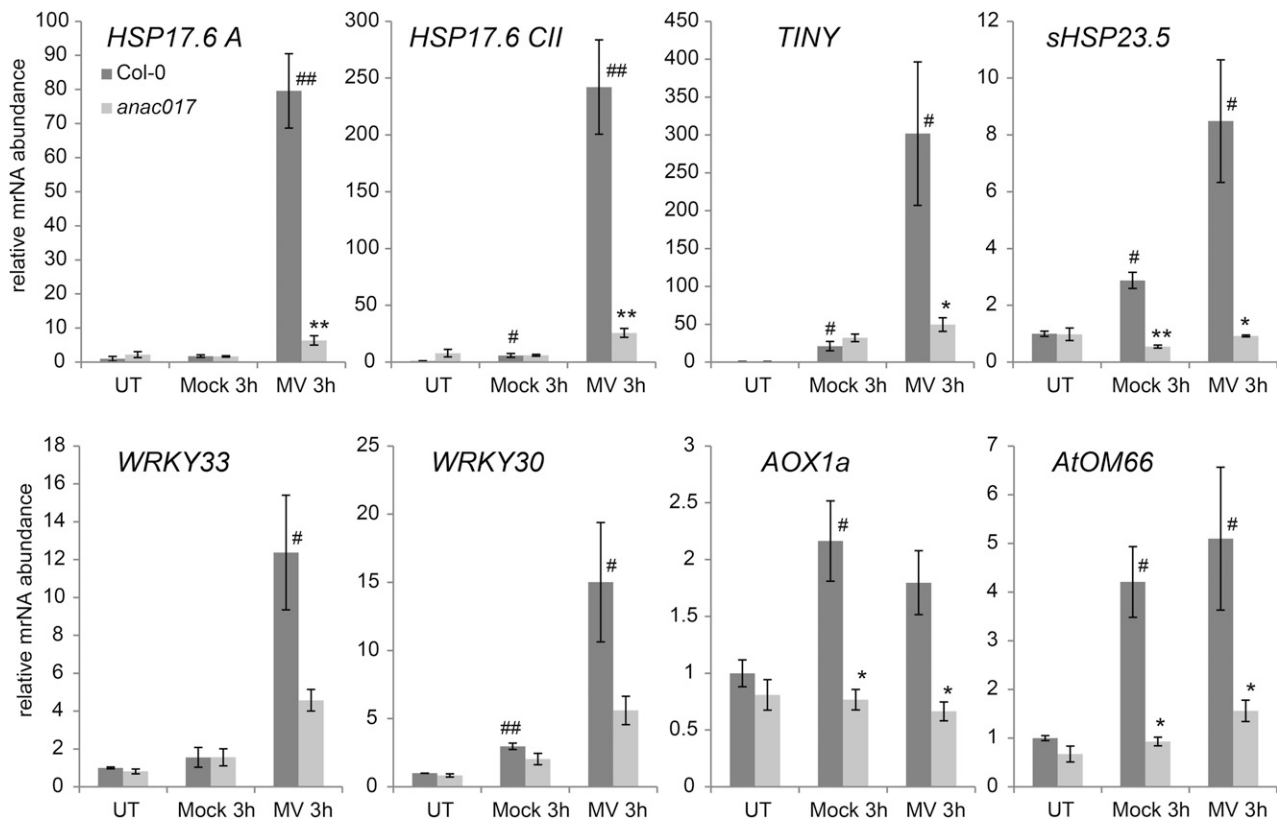 HSP17.6 A
HSP17.6 CII
TINY
sHSP23.5
Col-0
anac017
relative mrNA abundance
100
90
80
70
60
50
40
30
20
10
0
##
**
UT
Mock 3h
MV 3h
300
250
200
150
100
50
0
#
##
**
UT
Mock 3h
MV 3h
450
400
350
300
250
200
150
100
50
0
#
#
*
UT
Mock 3h
MV 3h
12
10
8
6
4
2
0
#
**
#
*
UT
Mock 3h
MV 3h
WRKY33
WRKY30
AOX1a
AtOM66
relative mrNA abundance
18
16
14
12
10
8
6
4
2
0
#
UT
Mock 3h
MV 3h
25
20
15
10
5
0
##
#
UT
Mock 3h
MV 3h
3
2.5
2
1.5
1
0.5
0
#
*
*
UT
Mock 3h
MV 3h
7
6
5
4
3
2
1
0
#
*
#
*
UT
Mock 3h
MV 3h